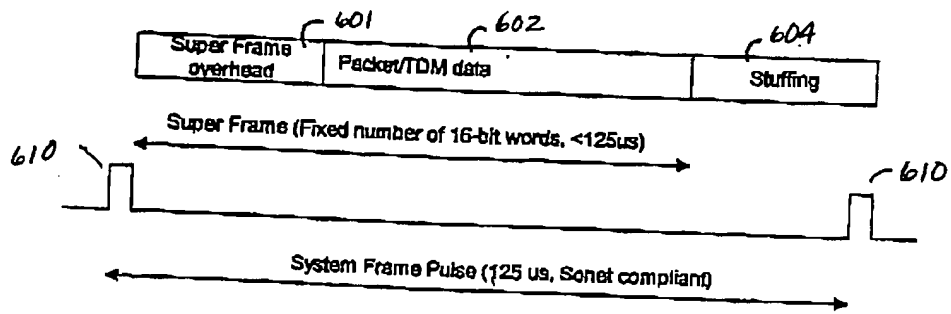 601
602
604
Super Frame overhead
Packet/TDM data
Stuffing
Super Frame (Fixed number of 16-bit words, <125us)
610
610
System Frame Pulse (125 us, Sonet compliant)